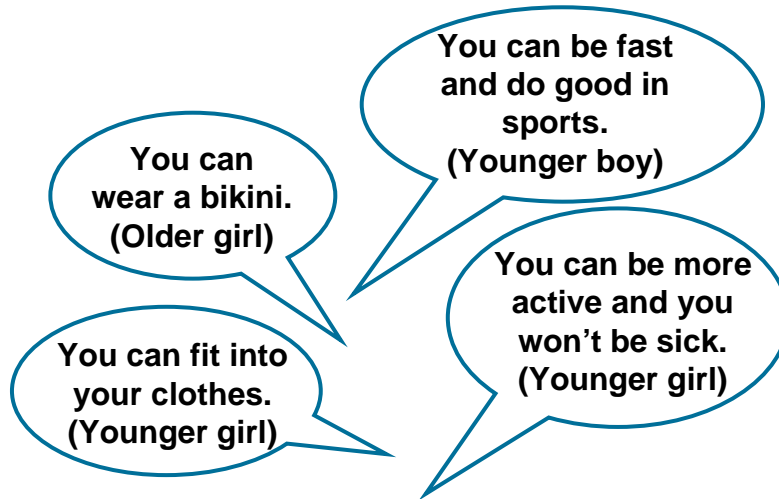 You can be fast
and do good in
sports.
(Younger boy)
You can
wear a bikini.
(Older girl)
You can be more
active and you
won't be sick.
(Younger girl)
You can fit into
your clothes.
(Younger girl)